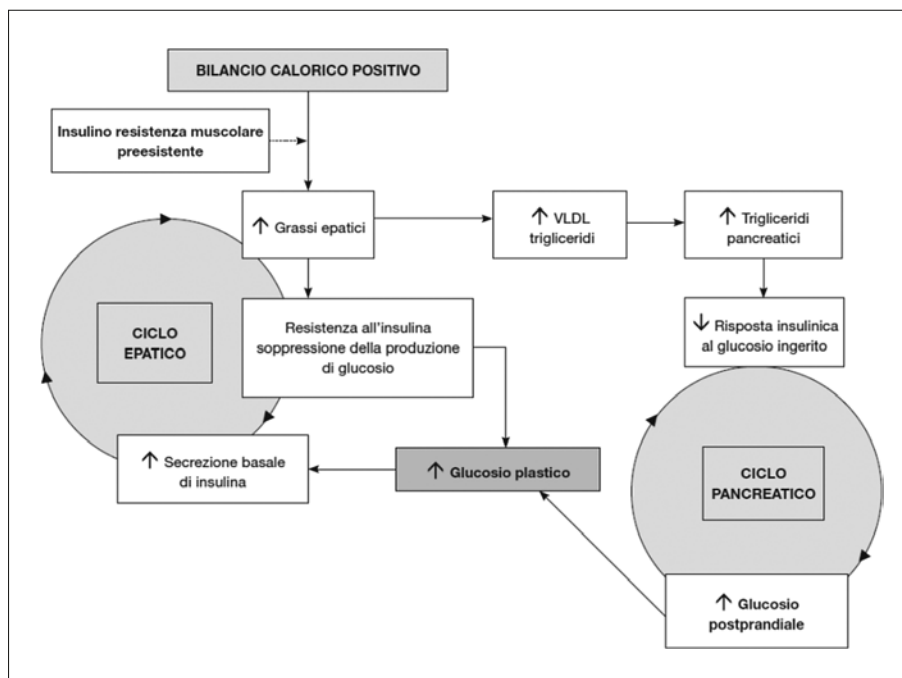 BILANCIO CALORICO POSITIVO
Insulino resistenza muscolare
preesistente
↑ Grassi epatici
↑ VLDL
trigliceridi
↑ Trigliceridi
pancreatici
CICLO
EPATICO
Resistenza all'insulina
soppressione della produzione
di glucosio
↓ Risposta insulinica
al glucosio ingerito
↑ Secrezione basale
di insulina
↑ Glucosio plastico
CICLO
PANCREATICO
↑ Glucosio
postprandiale